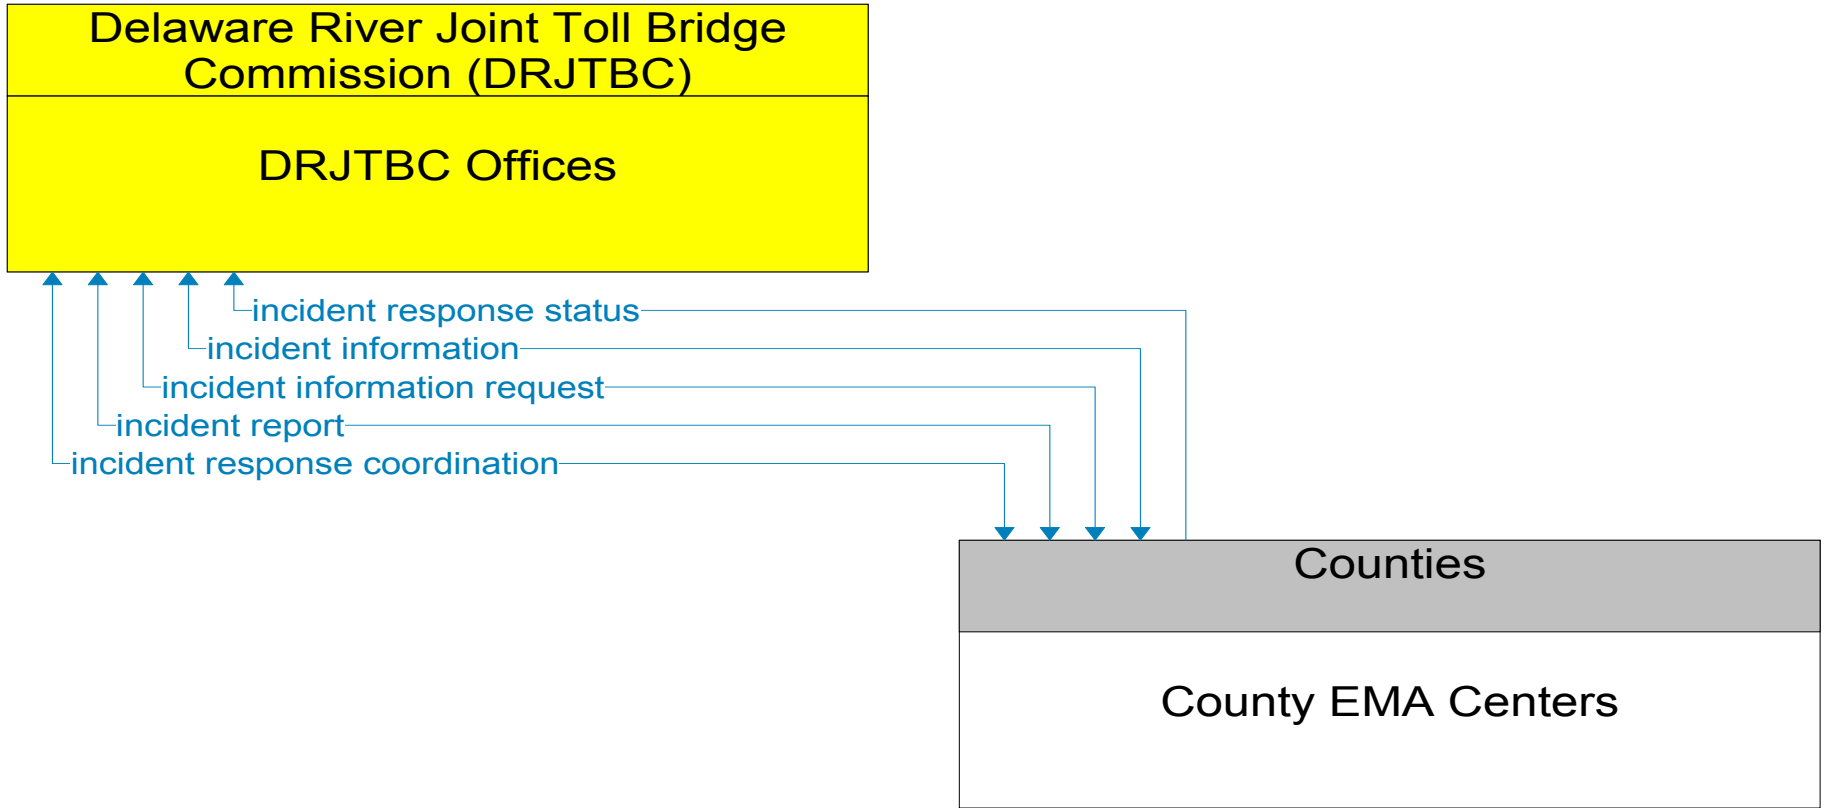 Delaware River Joint Toll Bridge
Commission (DRJTBC)
DRJTBC Offices
incident response status
incident information
incident information request
incident report
incident response coordination
Counties
County EMA Centers